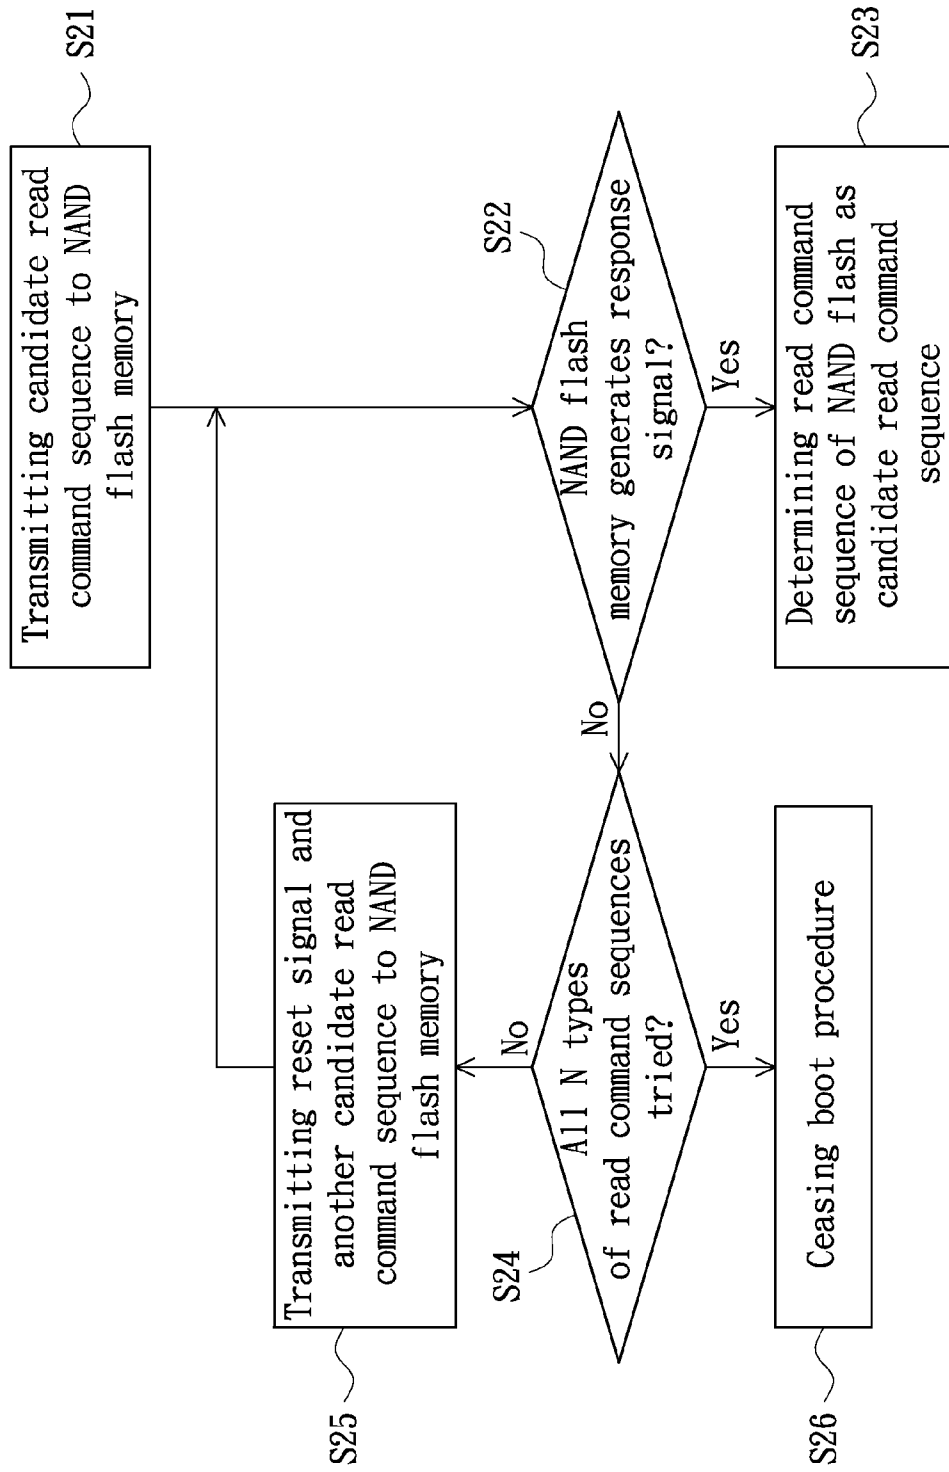 Transmitting candidate read
command sequence to NAND
flash memory
S21
Transmitting reset signal and
another candidate read
command sequence to NAND
flash memory
S25
NAND flash
memory generates response
signal?
S22
No
Yes
All N types
of read command sequences
tried?
S24
No
Yes
Determining read command
sequence of NAND flash as
candidate read command
sequence
S23
Ceasing boot procedure
S26